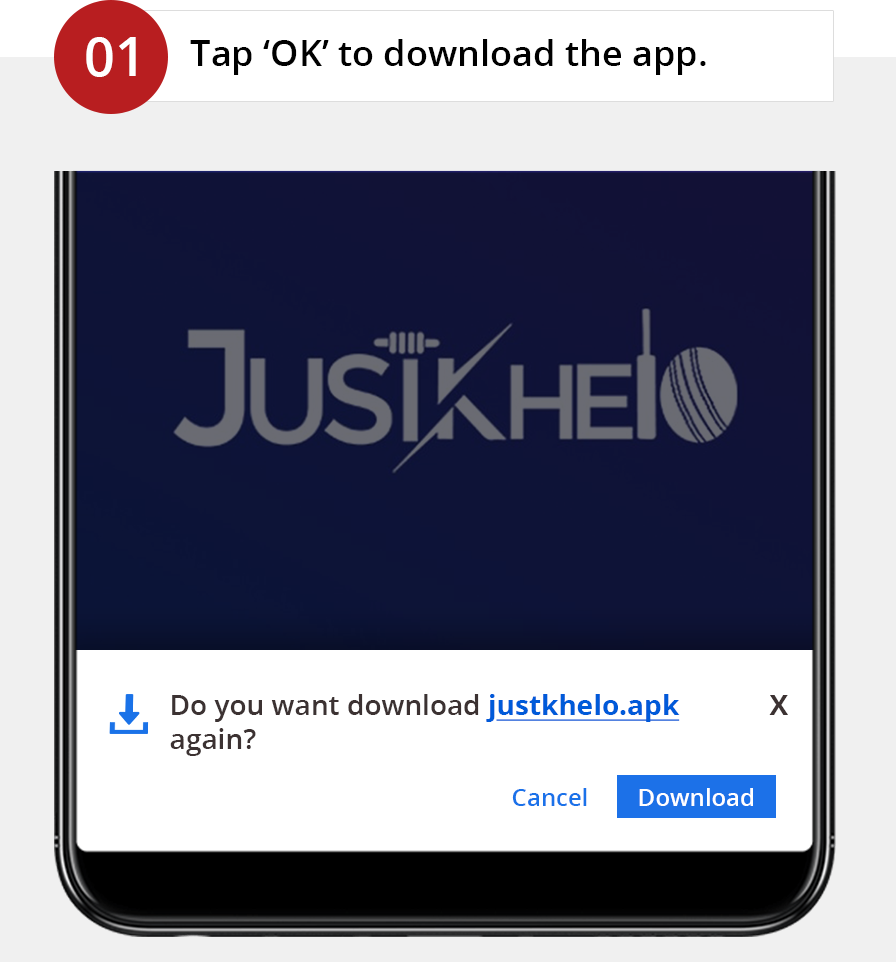 01
Tap ‘OK’ to download the app.
JUSTKHElO
Do you want download justkhelo.apk X
again?
Cancel Download